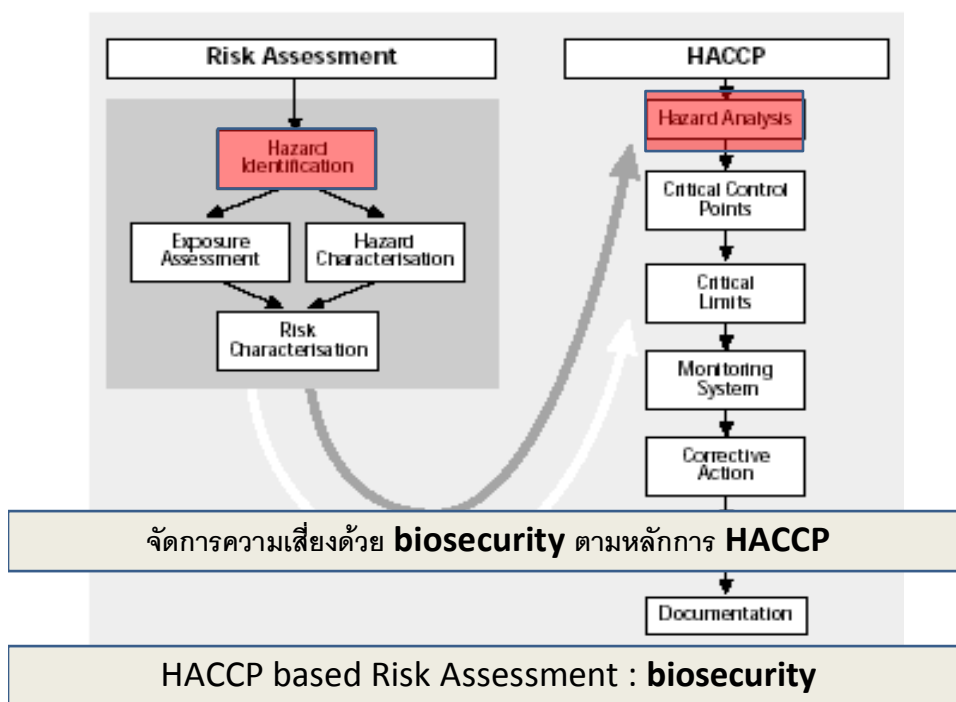 Risk Assessment
Hazard
Identification
Exposure
Assessment
Hazard
Characterisation
Risk
Characterisation
HACCP
Hazard Analysis
Critical Control
Points
Critical
Limits
Monitoring
System
Corrective
Action
จัดการความเสี่ยงด้วย biosecurity ตามหลักการ HACCP
Documentation
HACCP based Risk Assessment : biosecurity